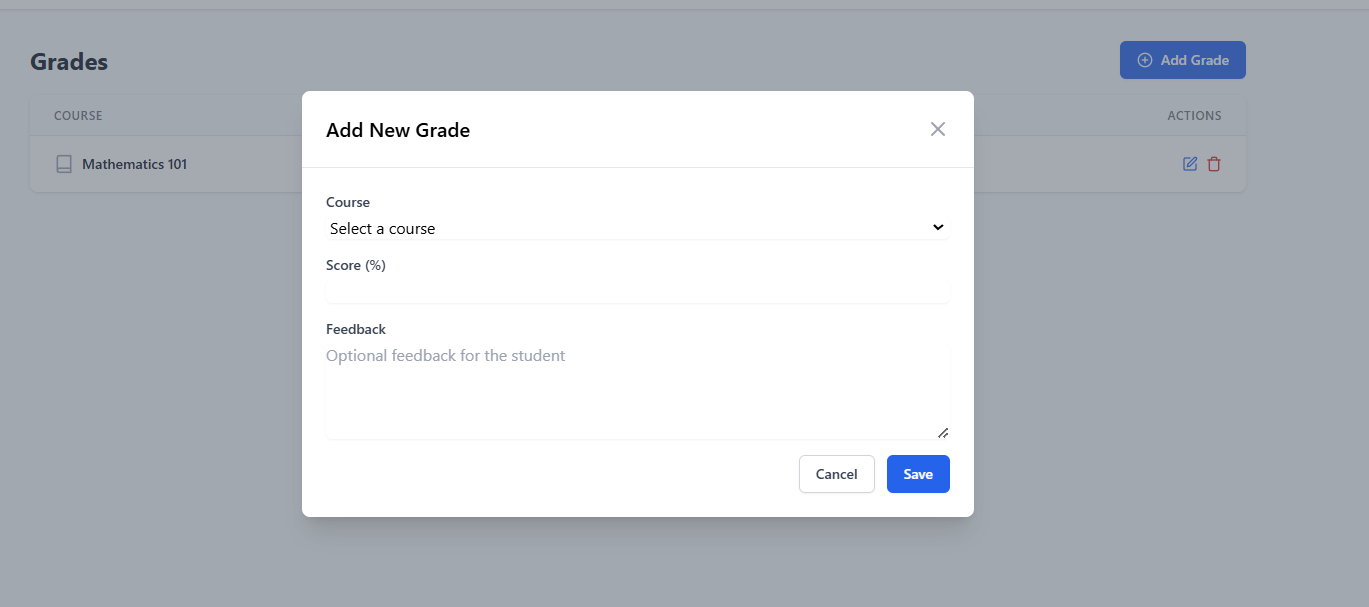 Grades
Add Grade
COURSE
ACTIONS
Mathematics 101
Add New Grade
Course
Select a course
Score (%)
Feedback
Optional feedback for the student
Cancel
Save